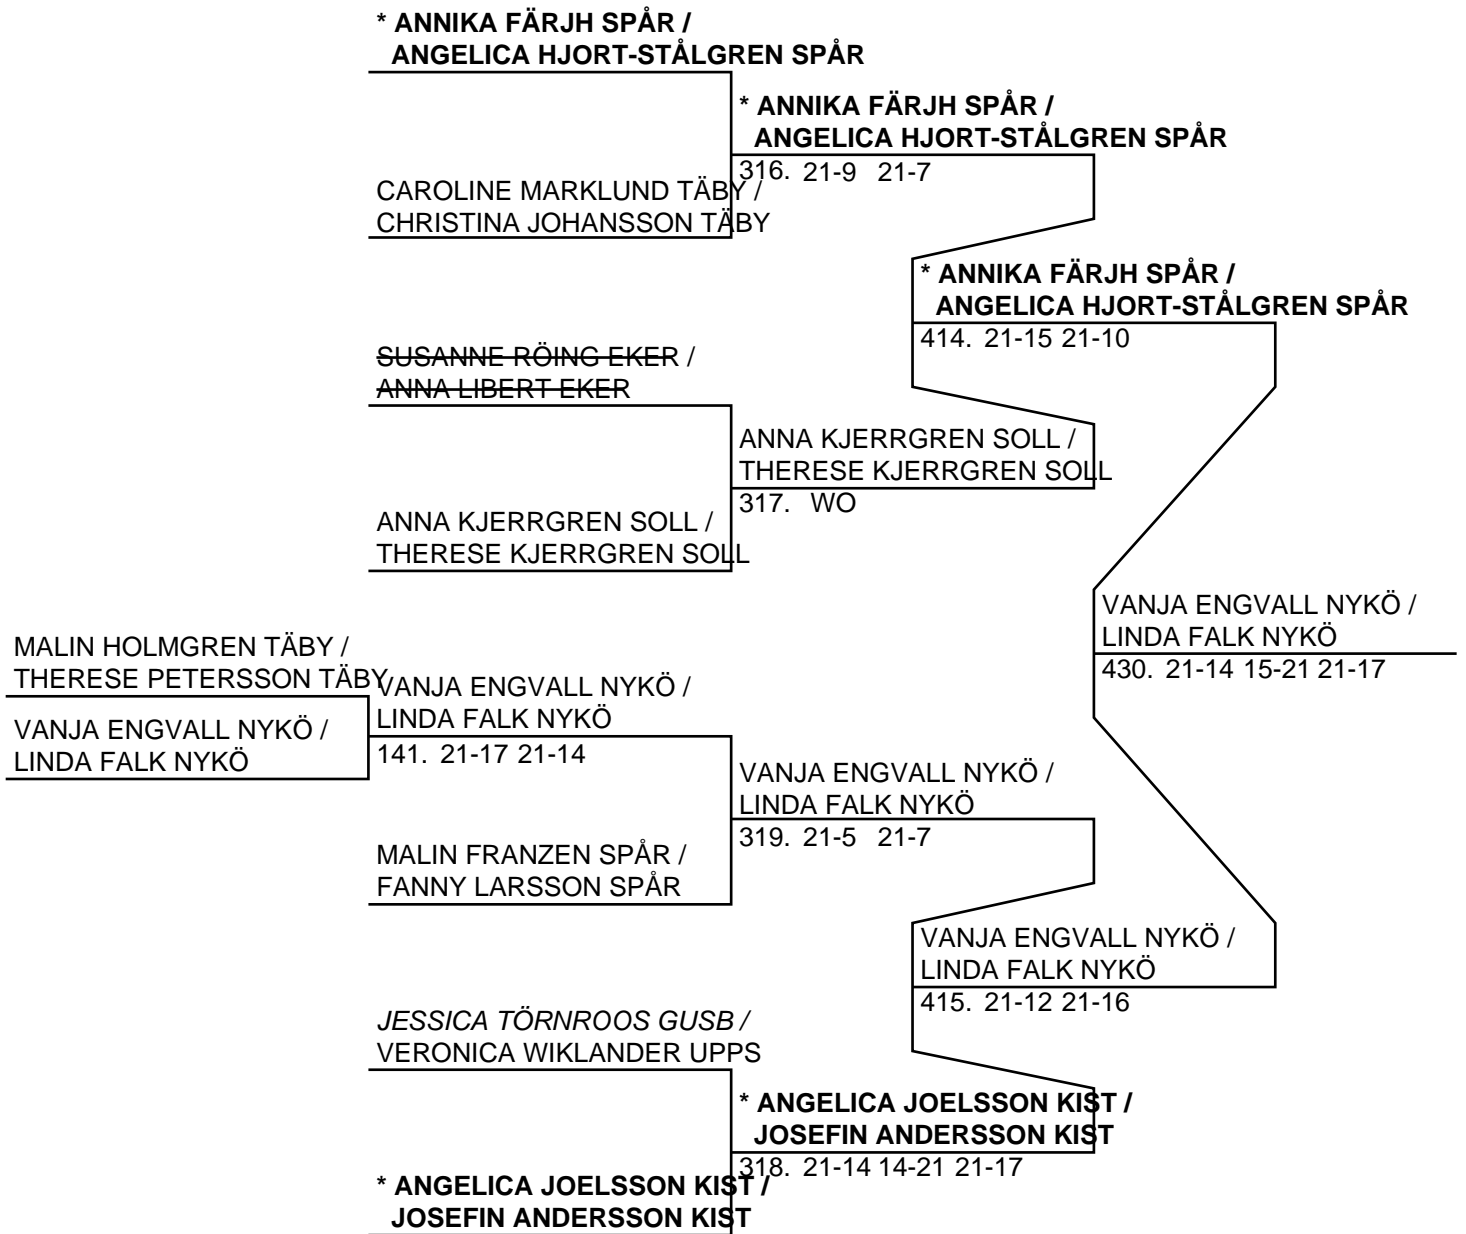 * ANNIKA FÄRJH SPÅR /
ANGELICA HJORT-STÅLGREN SPÅR
* ANNIKA FÄRJH SPÅR /
ANGELICA HJORT-STÅLGREN SPÅR
316. 21-9 21-7
CAROLINE MARKLUND TÄBY /
CHRISTINA JOHANSSON TÄBY
* ANNIKA FÄRJH SPÅR /
ANGELICA HJORT-STÅLGREN SPÅR
414. 21-15 21-10
SUSANNE RÖING EKER /
ANNA LIBERT EKER
ANNA KJERRGREN SOLL /
THERESE KJERRGREN SOLL
317. WO
ANNA KJERRGREN SOLL /
THERESE KJERRGREN SOLL
VANJA ENGVALL NYKÖ /
LINDA FALK NYKÖ
430. 21-14 15-21 21-17
MALIN HOLMGREN TÄBY /
THERESE PETERSSON TÄBY
VANJA ENGVALL NYKÖ /
LINDA FALK NYKÖ
141. 21-17 21-14
VANJA ENGVALL NYKÖ /
LINDA FALK NYKÖ
VANJA ENGVALL NYKÖ /
LINDA FALK NYKÖ
319. 21-5 21-7
MALIN FRANZEN SPÅR /
FANNY LARSSON SPÅR
VANJA ENGVALL NYKÖ /
LINDA FALK NYKÖ
415. 21-12 21-16
JESSICA TÖRNROOS GUSB /
VERONICA WIKLANDER UPPS
* ANGELICA JOELSSON KIST /
JOSEFIN ANDERSSON KIST
318. 21-14 14-21 21-17
* ANGELICA JOELSSON KIST /
JOSEFIN ANDERSSON KIST